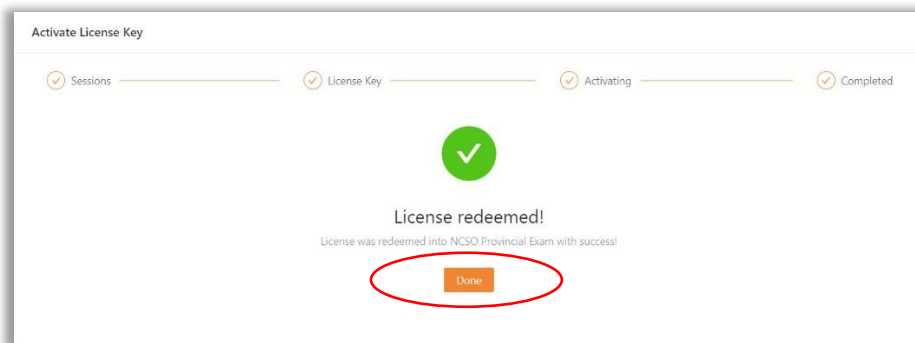 Activate License Key
Sessions License Key Activating Completed
License redeemed!
License was redeemed into NCSO Provincial Exam with success!
Done